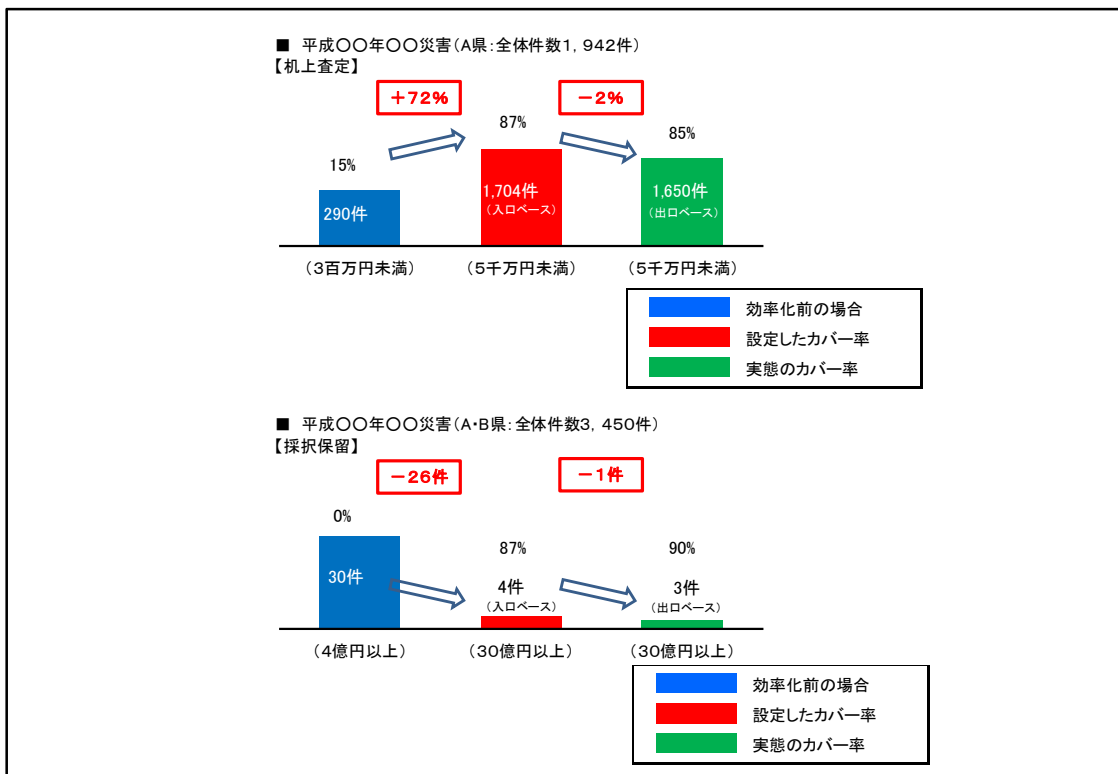 ■ 平成〇〇年〇〇災害(A県:全体件数1,942件)
【机上査定】
+72%
-2%
87%
85%
15%
1,704件
(入口ベース)
1,650件
(出口ベース)
290件
(3百万円未満)
(5千万円未満)
(5千万円未満)
効率化前の場合
設定したカバー率
実態のカバー率
■ 平成〇〇年〇〇災害(A・B県:全体件数3,450件)
【採択保留】
-26件
-1件
0%
87%
90%
30件
4件
(入口ベース)
3件
(出口ベース)
(4億円以上)
(30億円以上)
(30億円以上)
効率化前の場合
設定したカバー率
実態のカバー率